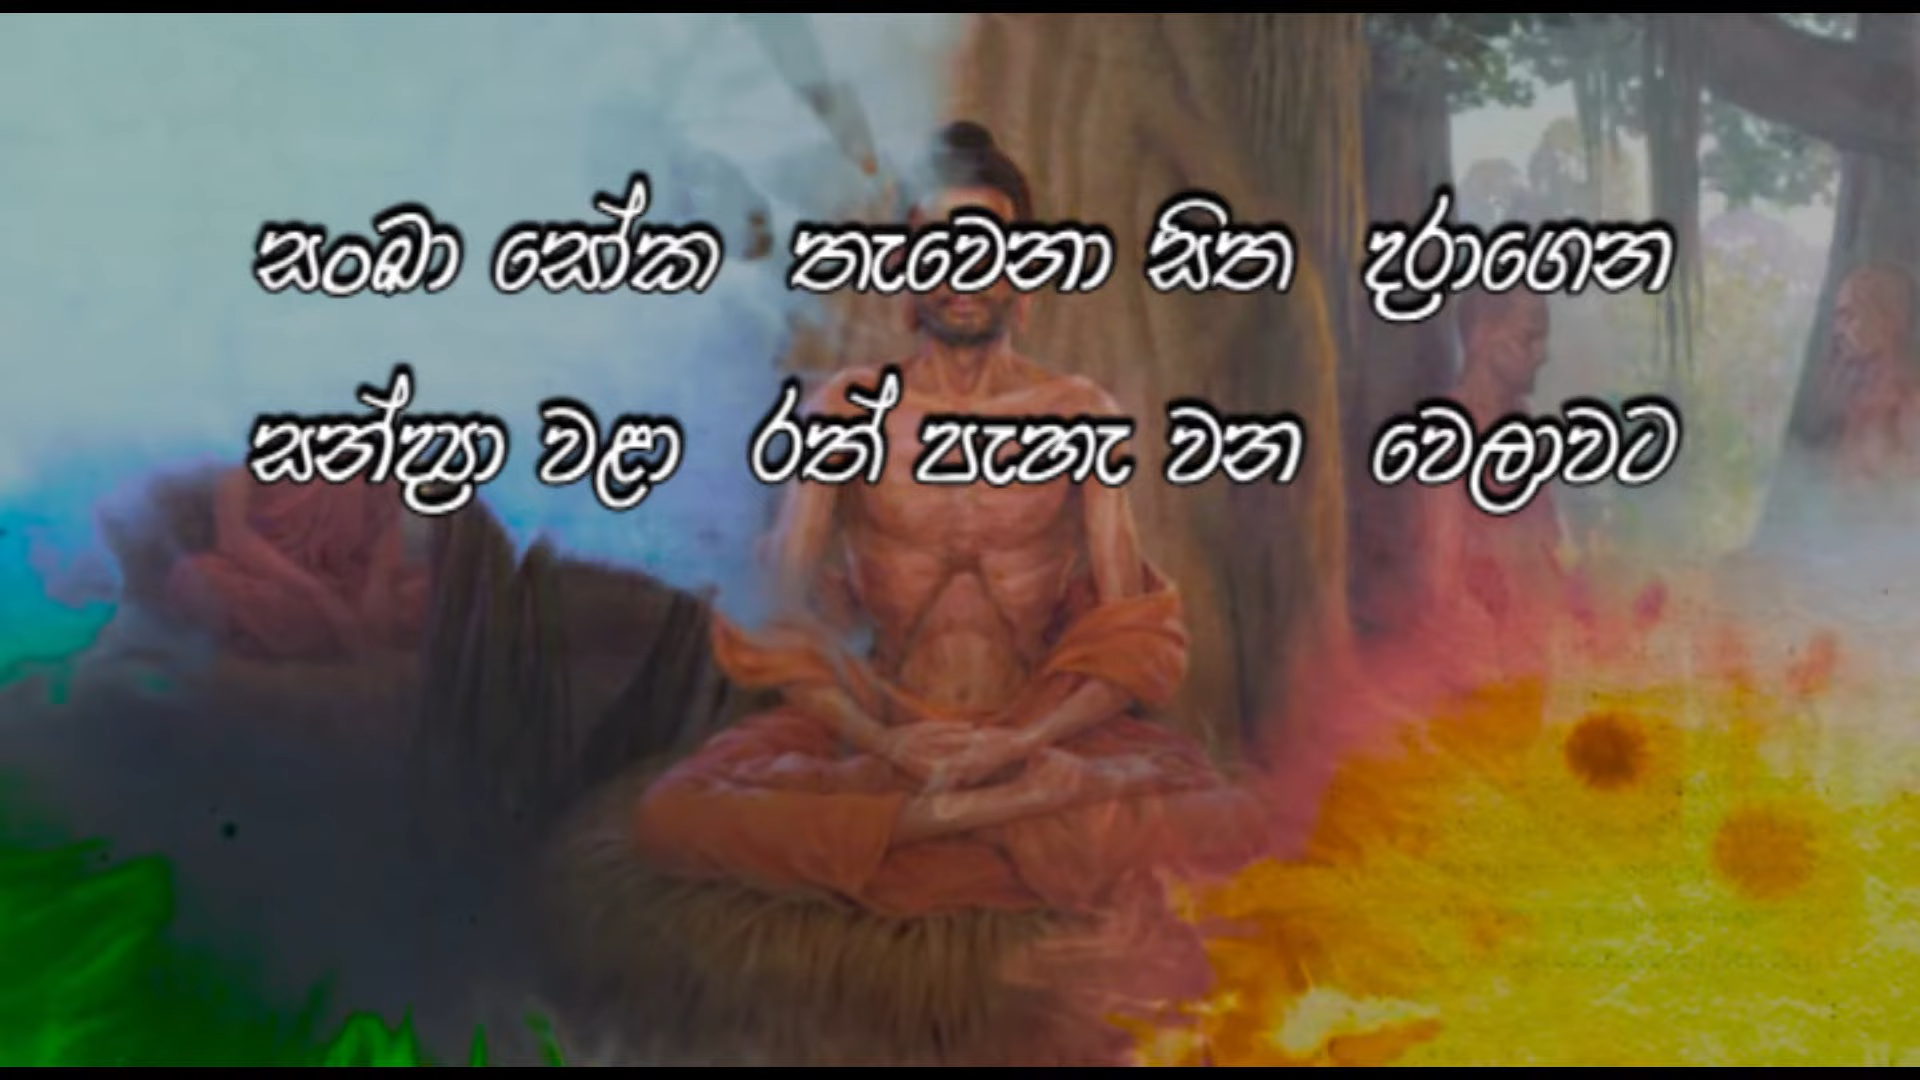 සංඛා සෝක තැවෙනා සිත දරාගෙන
සන්ත්‍රා වළා රත් පැහැ වන වෙලාවට